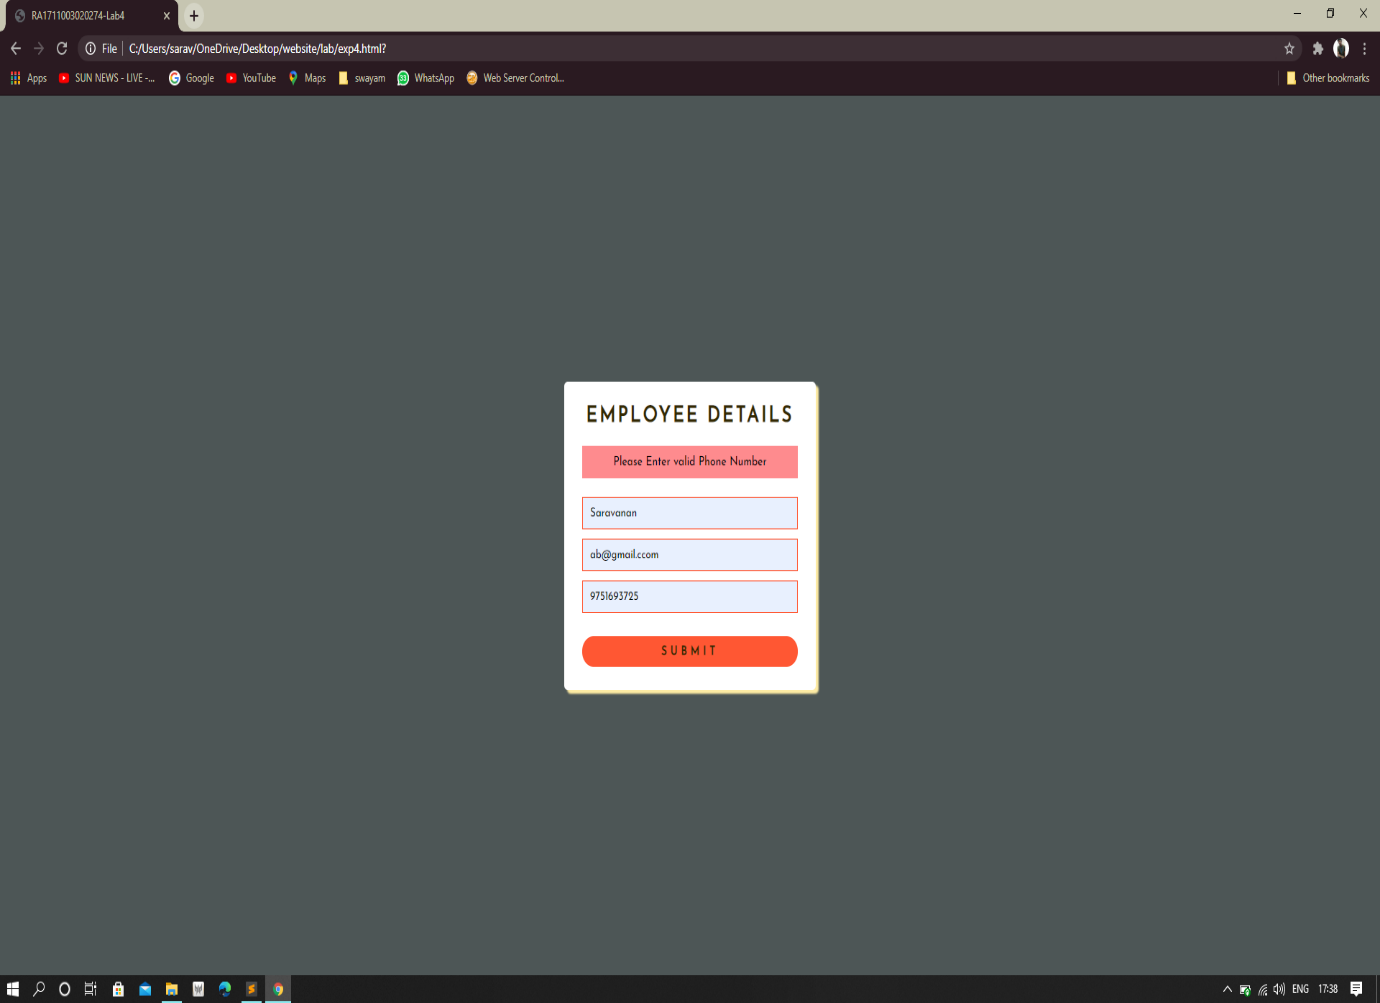 RA1711003020274-Lab4
File
C:/Users/sarav/OneDrive/Desktop/website/lab/exp4.html?
Apps
SUN NEWS - LIVE -...
Google
YouTube
Maps
swayam
WhatsApp
Web Server Control...
Other bookmarks
EMPLOYEE DETAILS
Please Enter valid Phone Number
Saravanan
ab@gmail.ccom
9751693725
SUBMIT
ENG
17:38